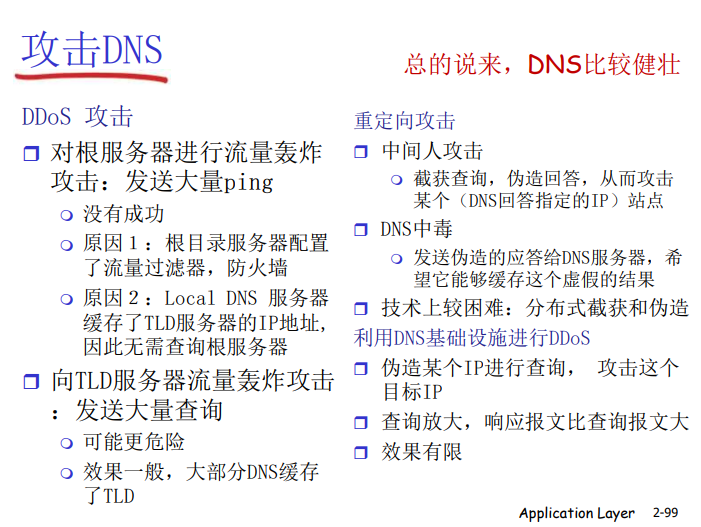 攻击DNS
总的说来，DNS比较健壮
DDoS 攻击
对根服务器进行流量轰炸
攻击：发送大量ping
没有成功
原因１：根目录服务器配置
了流量过滤器，防火墙
原因２：Local DNS 服务器
缓存了TLD服务器的IP地址,
因此无需查询根服务器
向TLD服务器流量轰炸攻击
：发送大量查询
可能更危险
效果一般，大部分DNS缓存
了TLD
重定向攻击
中间人攻击
截获查询，伪造回答，从而攻击
某个（DNS回答指定的IP）站点
DNS中毒
发送伪造的应答给DNS服务器，希
望它能够缓存这个虚假的结果
技术上较困难：分布式截获和伪造
利用DNS基础设施进行DDoS
伪造某个IP进行查询， 攻击这个
目标IP
查询放大，响应报文比查询报文大
效果有限
Application Layer 2-99